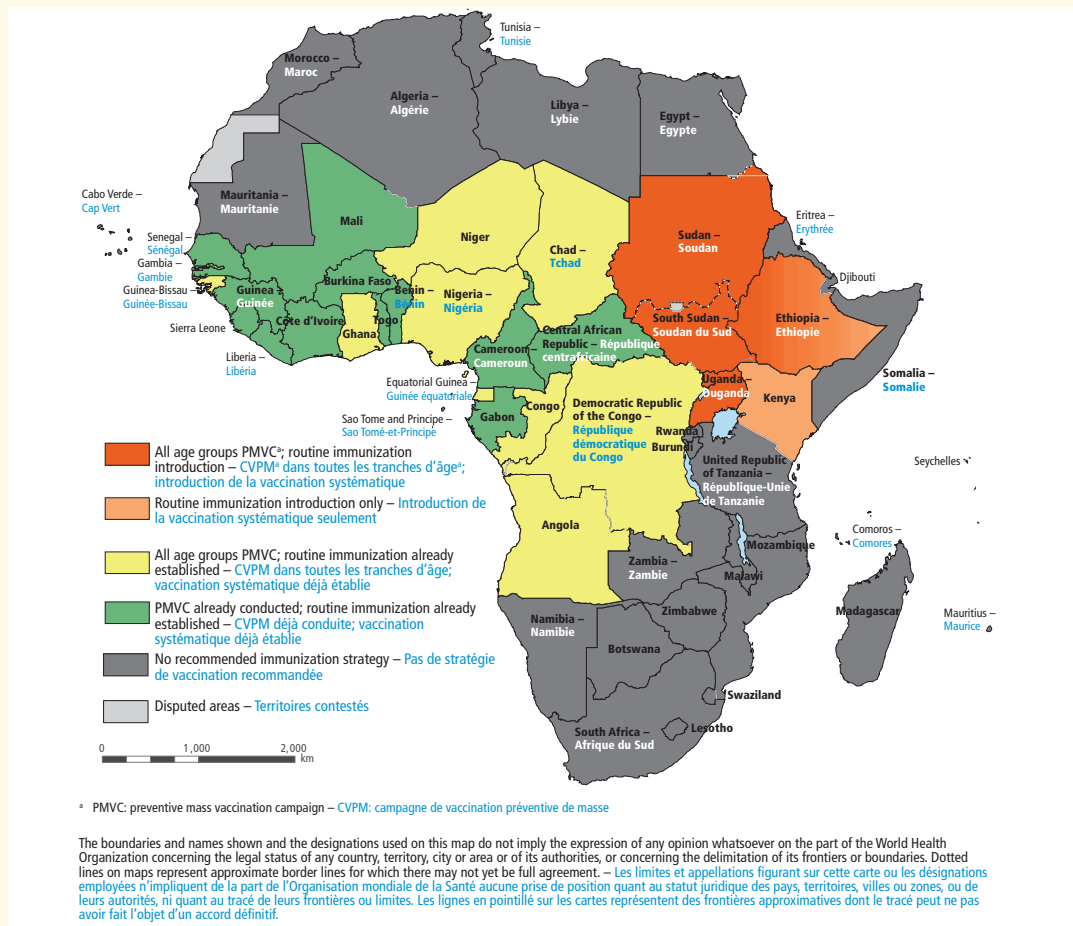 Tunisia –
Tunisie
Morocco –
Maroc
Algeria –
Algérie
Libya –
Lybie
Egypt –
Egypte
Cabo Verde –
Cap Vert
Mauritania –
Mauritanie
Mali
Niger
Chad –
Tchad
Sudan –
Soudan
Eritrea –
Erythrée
Senegal –
Sénégal
Gambia –
Gambie
Guinea-Bissau –
Guinée-Bissau
Guinea –
Guinée
Burkina Faso
Benin –
Bénin
Nigeria –
Nigéria
Djibouti
Sierra Leone
Côte d'Ivoire
Ghana
Togo
South Sudan –
Soudan du Sud
Ethiopia –
Ethiopie
Liberia –
Libéria
Cameroon –
Cameroun
Central African
Republic – République
centrafricaine
Somalia –
Somalie
Equatorial Guinea –
Guinée équatoriale
Uganda –
Ouganda
Kenya
Sao Tome and Principe –
Sao Tomé-et-Principe
Gabon
Congo
Democratic Republic
of the Congo –
République
démocratique
du Congo
Rwanda
Burundi
United Republic
of Tanzania –
République-Unie
de Tanzanie
Seychelles
Angola
Comoros –
Comores
Zambia –
Zambie
Malawi
Mozambique
Madagascar
Mauritius –
Maurice
Namibia –
Namibie
Zimbabwe
Botswana
Swaziland
South Africa –
Afrique du Sud
Lesotho
All age groups PMVCᵃ; routine immunization
introduction – CVPMᵃ dans toutes les tranches d'âgeᵃ;
introduction de la vaccination systématique
Routine immunization introduction only – Introduction de
la vaccination systématique seulement
All age groups PMVC; routine immunization already
established – CVPM dans toutes les tranches d'âge;
vaccination systématique déjà établie
PMVC already conducted; routine immunization already
established – CVPM déjà conduite; vaccination
systématique déjà établie
No recommended immunization strategy – Pas de stratégie
de vaccination recommandée
Disputed areas – Territoires contestés
0 1,000 2,000
km
ᵃ PMVC: preventive mass vaccination campaign – CVPM: campagne de vaccination préventive de masse
The boundaries and names shown and the designations used on this map do not imply the expression of any opinion whatsoever on the part of the World Health
Organization concerning the legal status of any country, territory, city or area or of its authorities, or concerning the delimitation of its frontiers or boundaries. Dotted
lines on maps represent approximate border lines for which there may not yet be full agreement. – Les limites et appellations figurant sur cette carte ou les désignations
employées n'impliquent de la part de l'Organisation mondiale de la Santé aucune prise de position quant au statut juridique des pays, territoires, villes ou zones, ou de
leurs autorités, ni quant au tracé de leurs frontières ou limites. Les lignes en pointillé sur les cartes représentent des frontières approximatives dont le tracé peut ne pas
avoir fait l'objet d'un accord définitif.